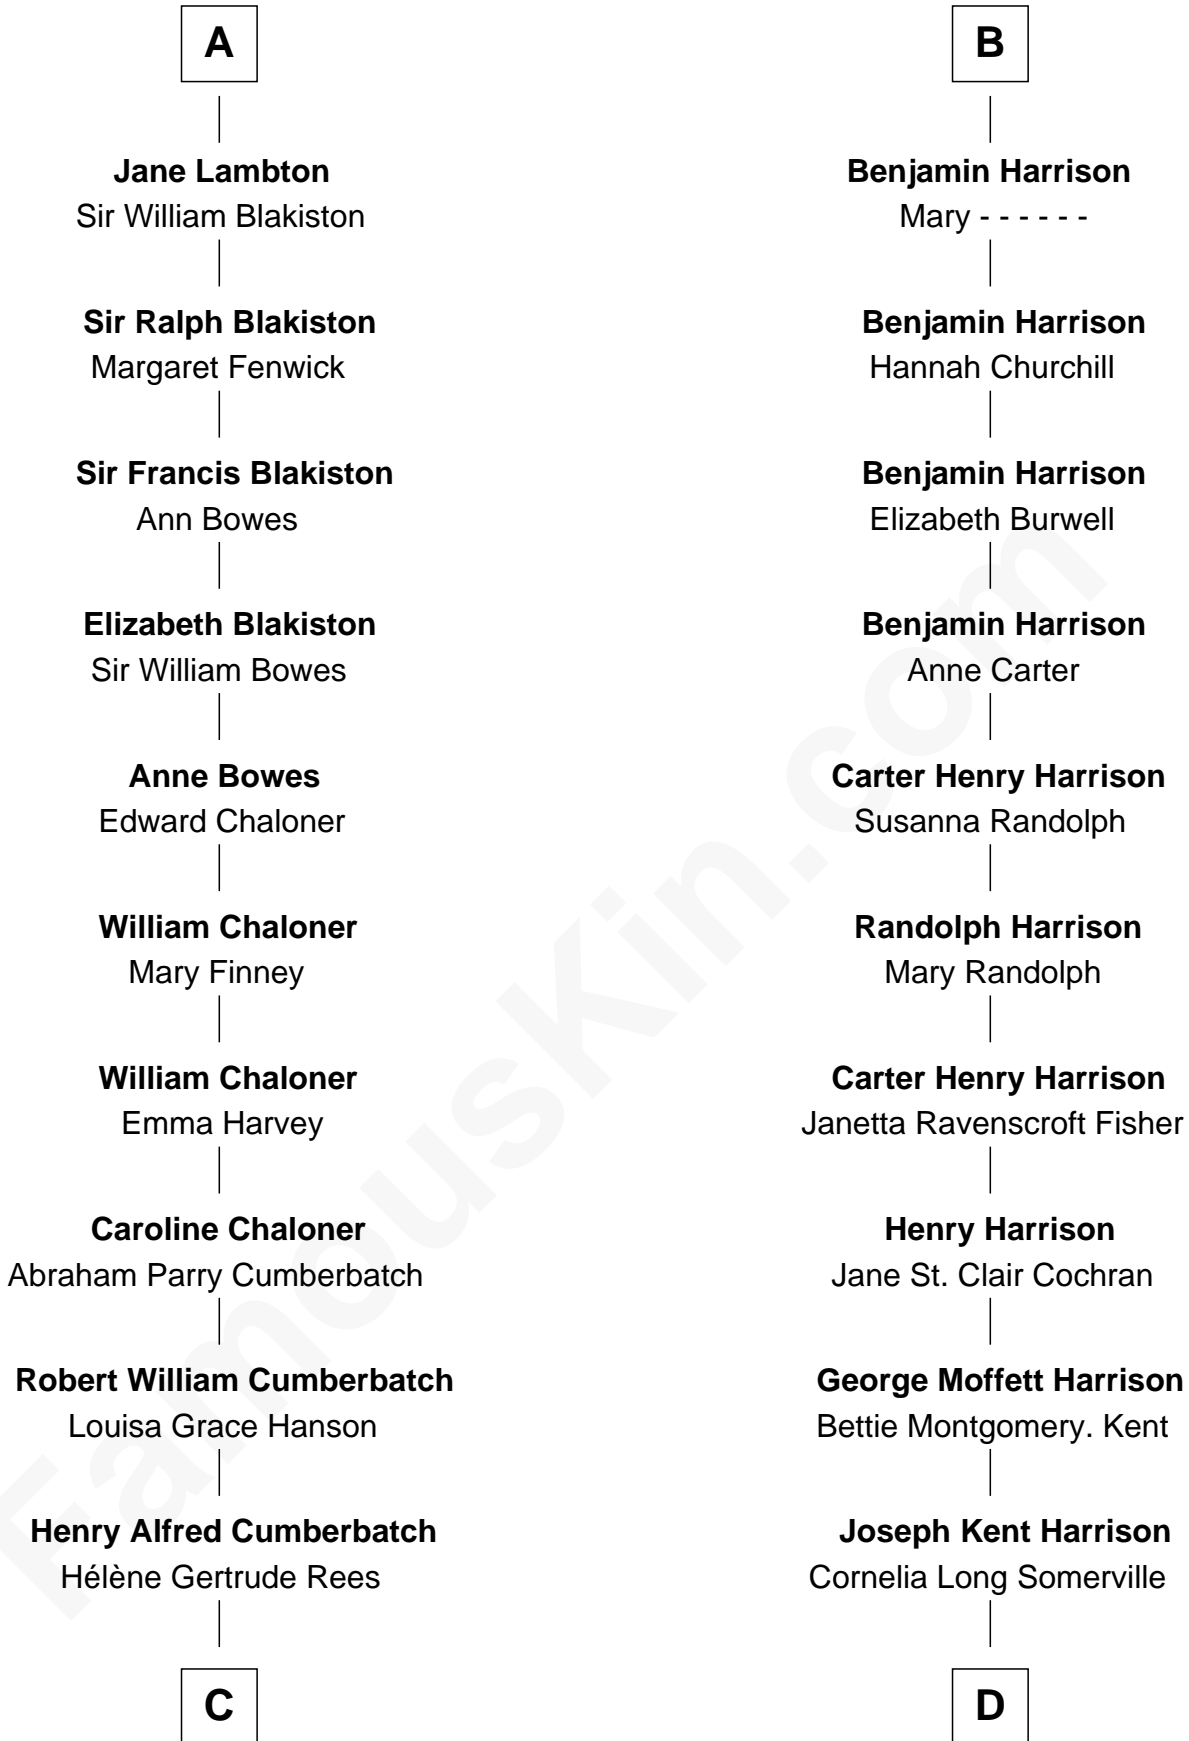 A
Jane Lambton
Sir William Blakiston
Sir Ralph Blakiston
Margaret Fenwick
Sir Francis Blakiston
Ann Bowes
Elizabeth Blakiston
Sir William Bowes
Anne Bowes
Edward Chaloner
William Chaloner
Mary Finney
William Chaloner
Emma Harvey
Caroline Chaloner
Abraham Parry Cumberbatch
Robert William Cumberbatch
Louisa Grace Hanson
Henry Alfred Cumberbatch
Hélène Gertrude Rees
C
B
Benjamin Harrison
Mary - - - - - -
Benjamin Harrison
Hannah Churchill
Benjamin Harrison
Elizabeth Burwell
Benjamin Harrison
Anne Carter
Carter Henry Harrison
Susanna Randolph
Randolph Harrison
Mary Randolph
Carter Henry Harrison
Janetta Ravenscroft Fisher
Henry Harrison
Jane St. Clair Cochran
George Moffett Harrison
Bettie Montgomery. Kent
Joseph Kent Harrison
Cornelia Long Somerville
D
FamousKin.com